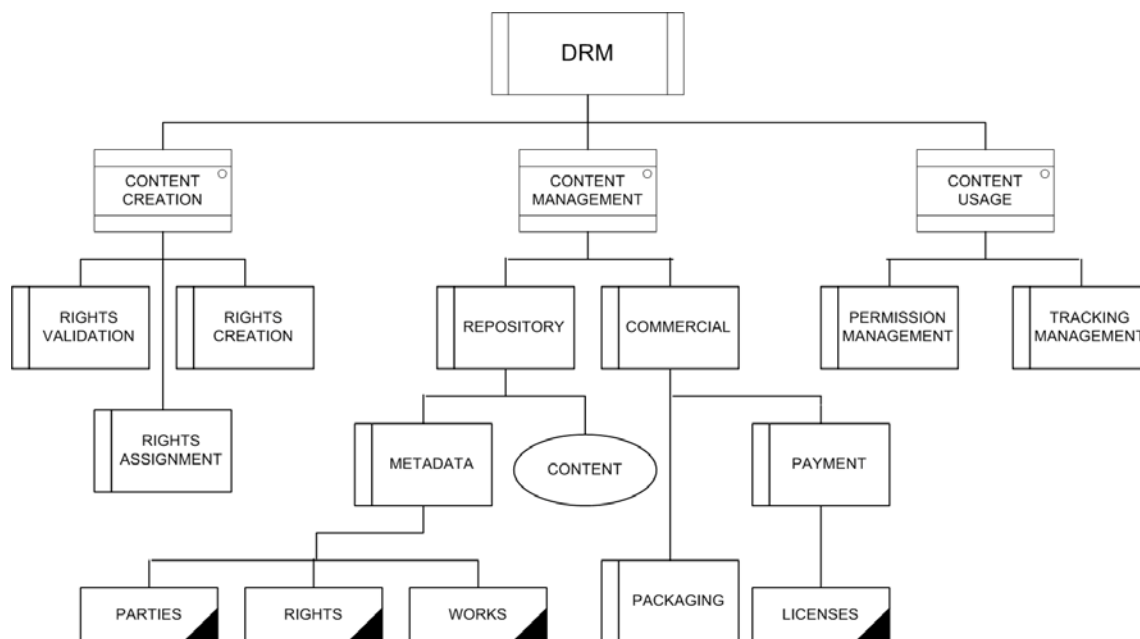 DRM
CONTENT
CREATION
CONTENT
MANAGEMENT
CONTENT
USAGE
RIGHTS
VALIDATION
RIGHTS
CREATION
REPOSITORY
COMMERCIAL
PERMISSION
MANAGEMENT
TRACKING
MANAGEMENT
RIGHTS
ASSIGNMENT
METADATA
CONTENT
PAYMENT
PARTIES
RIGHTS
WORKS
PACKAGING
LICENSES